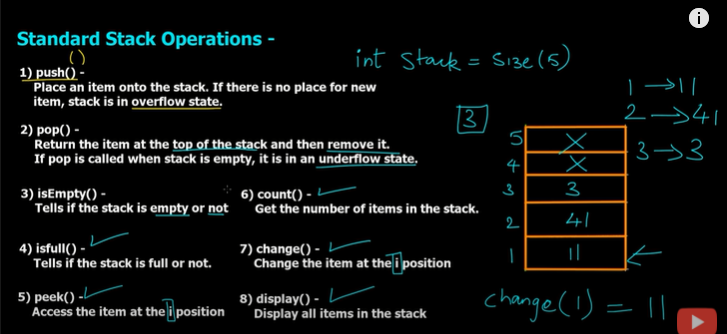 Standard Stack Operations -
int Stack = Size(5)
()
1) push() -
Place an item onto the stack. If there is no place for new
item, stack is in overflow state.
2) pop() -
Return the item at the top of the stack and then remove it.
If pop is called when stack is empty, it is in an underflow state.
3) isEmpty() -
Tells if the stack is empty or not
4) isfull() -
Tells if the stack is full or not.
5) peek() -
Access the item at the i position
6) count() -
Get the number of items in the stack.
7) change() -
Change the item at the i position
8) display() -
Display all items in the stack
3
5 X
4 X
3 3
2 41
1 11
1 → 11
2 → 41
3 → 3
change(1) = 11